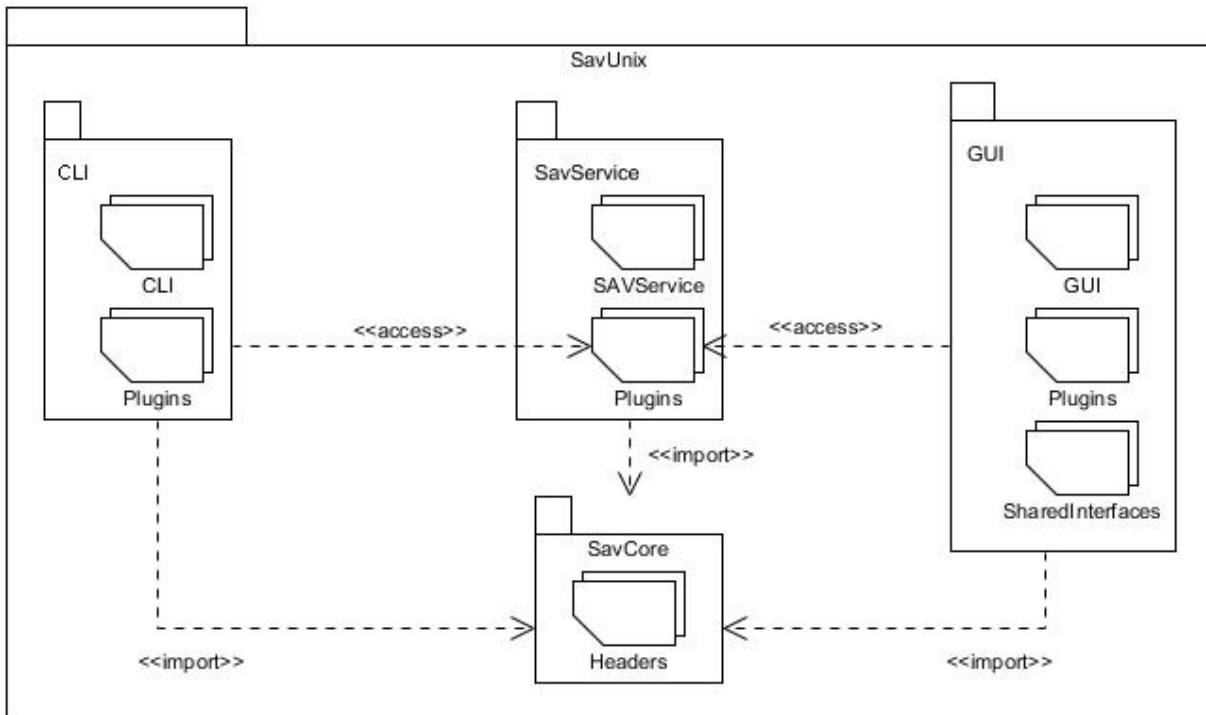 SavUnix
CLI
CLI
Plugins
<<import>>
<<access>>
SavService
SAVService
Plugins
<<import>>
<<access>>
SavCore
Headers
GUI
GUI
Plugins
SharedInterfaces
<<import>>